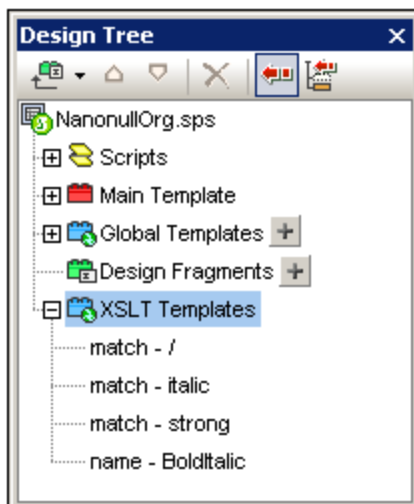 Design Tree
NanonullOrg.sps
Scripts
Main Template
Global Templates
Design Fragments
XSLT Templates
match - /
match - italic
match - strong
name - BoldItalic